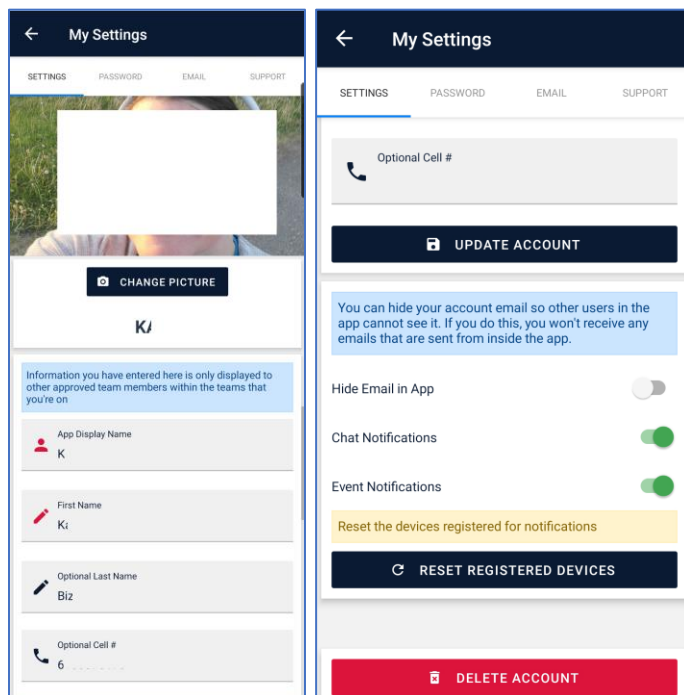 My Settings
SETTINGS PASSWORD EMAIL SUPPORT
CHANGE PICTURE
Information you have entered here is only displayed to
other approved team members within the teams that
you're on
App Display Name
K
First Name
Optional Last Name
Biz
Optional Cell #
6
My Settings
SETTINGS PASSWORD EMAIL SUPPORT
Optional Cell #
UPDATE ACCOUNT
You can hide your account email so other users in the
app cannot see it. If you do this, you won't receive any
emails that are sent from inside the app.
Hide Email in App
Chat Notifications
Event Notifications
Reset the devices registered for notifications
RESET REGISTERED DEVICES
DELETE ACCOUNT